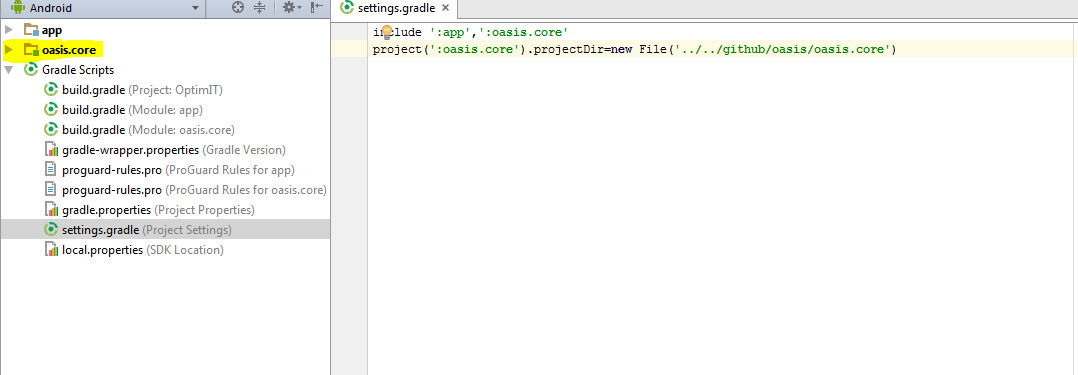 Android
settings.gradle
app
oasis.core
Gradle Scripts
build.gradle (Project: OptimIT)
build.gradle (Module: app)
build.gradle (Module: oasis.core)
gradle-wrapper.properties (Gradle Version)
proguard-rules.pro (ProGuard Rules for app)
proguard-rules.pro (ProGuard Rules for oasis.core)
gradle.properties (Project Properties)
settings.gradle (Project Settings)
local.properties (SDK Location)
include ':app',':oasis.core'
project(':oasis.core').projectDir=new File('../../github/oasis/oasis.core')